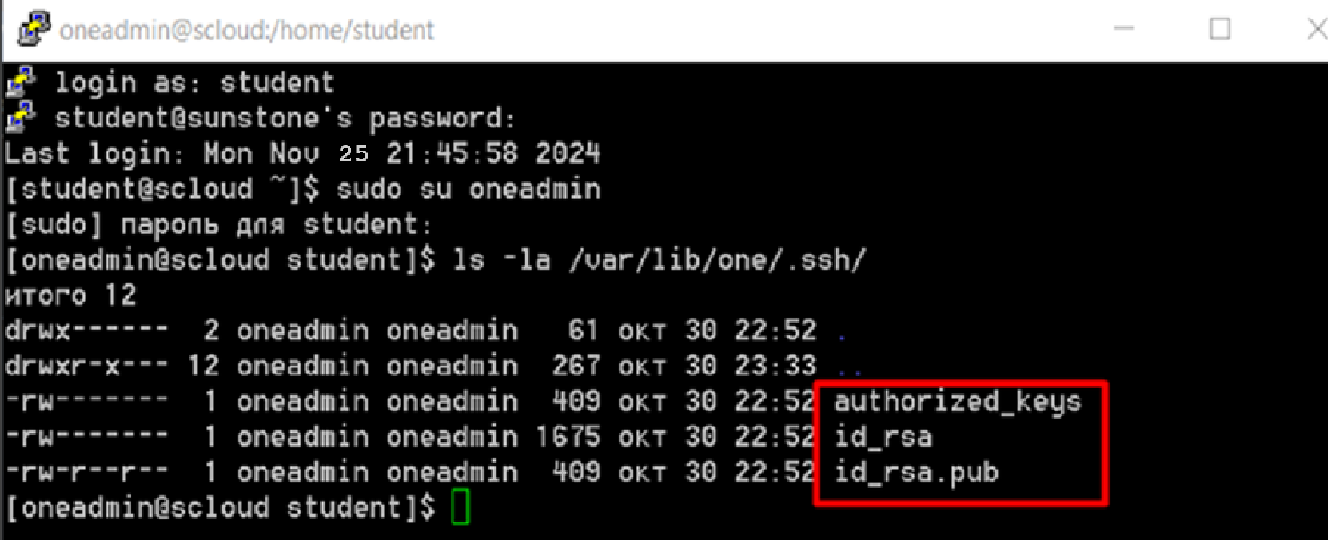 oneadmin@scloud:/home/student
login as: student
student@sunstone's password:
Last login: Mon Nov 25 21:45:58 2024
[student@scloud ~]$ sudo su oneadmin
[sudo] пароль для student:
[oneadmin@scloud student]$ ls -la /var/lib/one/.ssh/
итого 12
drwx------  2 oneadmin oneadmin   61 окт 30 22:52 .
drwxr-x--- 12 oneadmin oneadmin  267 окт 30 23:33 ..
-rw-------  1 oneadmin oneadmin  409 окт 30 22:52 authorized_keys
-rw-------  1 oneadmin oneadmin 1675 окт 30 22:52 id_rsa
-rw-r--r--  1 oneadmin oneadmin  409 окт 30 22:52 id_rsa.pub
[oneadmin@scloud student]$